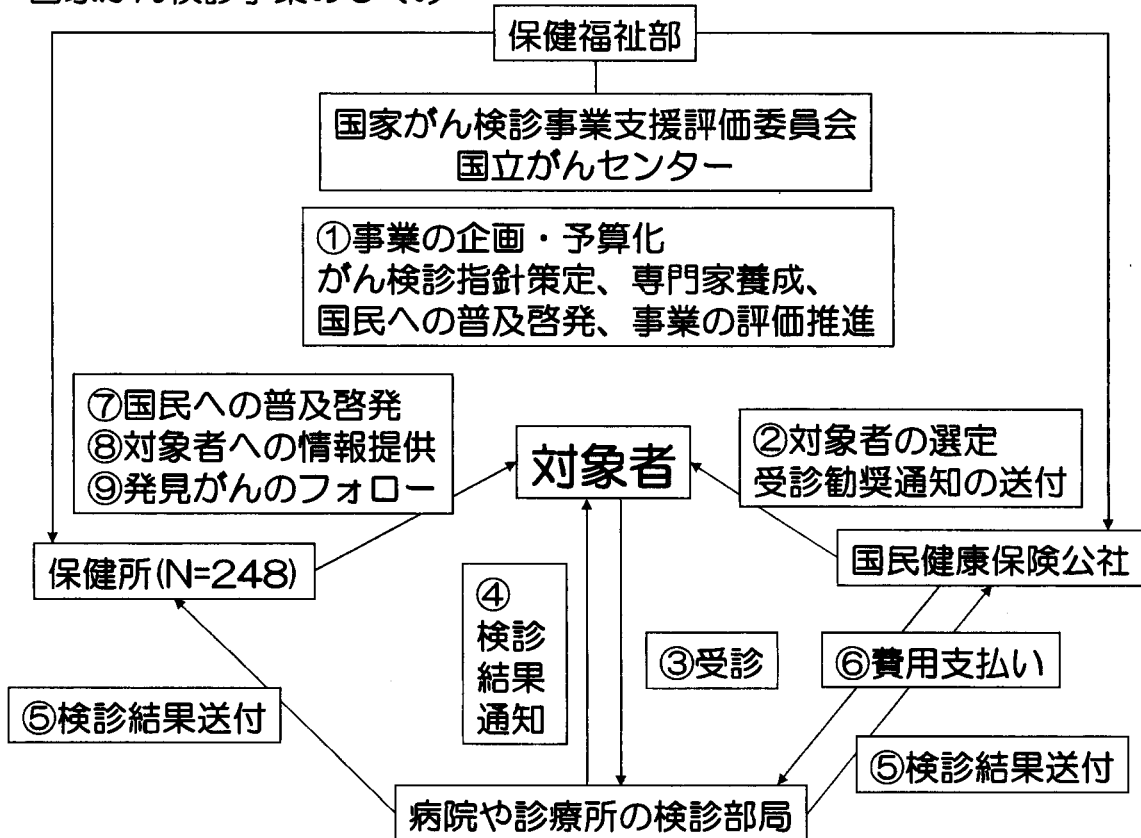 保健福祉部
国家がん検診事業支援評価委員会
国立がんセンター
①事業の企画・予算化
がん検診指針策定、専門家養成、
国民への普及啓発、事業の評価推進
⑦国民への普及啓発
⑧対象者への情報提供
⑨発見がんのフォロー
対象者
②対象者の選定
受診勧奨通知の送付
保健所(N=248)
国民健康保険公社
④
検診
結果
通知
③受診
⑥費用支払い
⑤検診結果送付
⑤検診結果送付
病院や診療所の検診部局